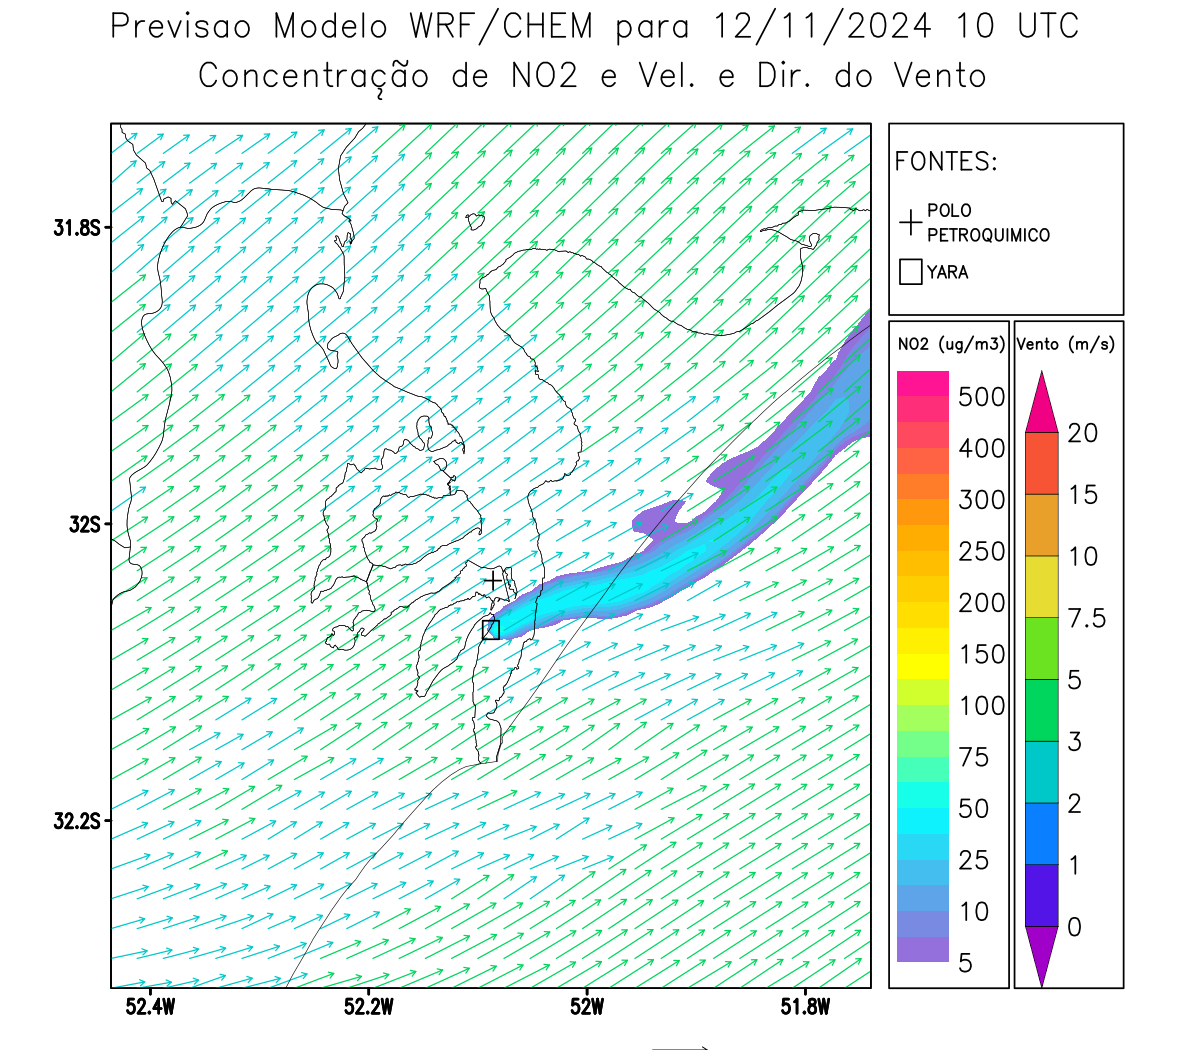 Previsao Modelo WRF/CHEM para 12/11/2024 10 UTC
Concentração de NO2 e Vel. e Dir. do Vento
FONTES:
POLO
PETROQUIMICO
YARA
NO2 (ug/m3)
500
400
300
250
200
150
100
75
50
25
10
5
Vento (m/s)
20
15
10
7.5
5
3
2
1
0
31.8S
32S
32.2S
52.4W 52.2W 52W 51.8W